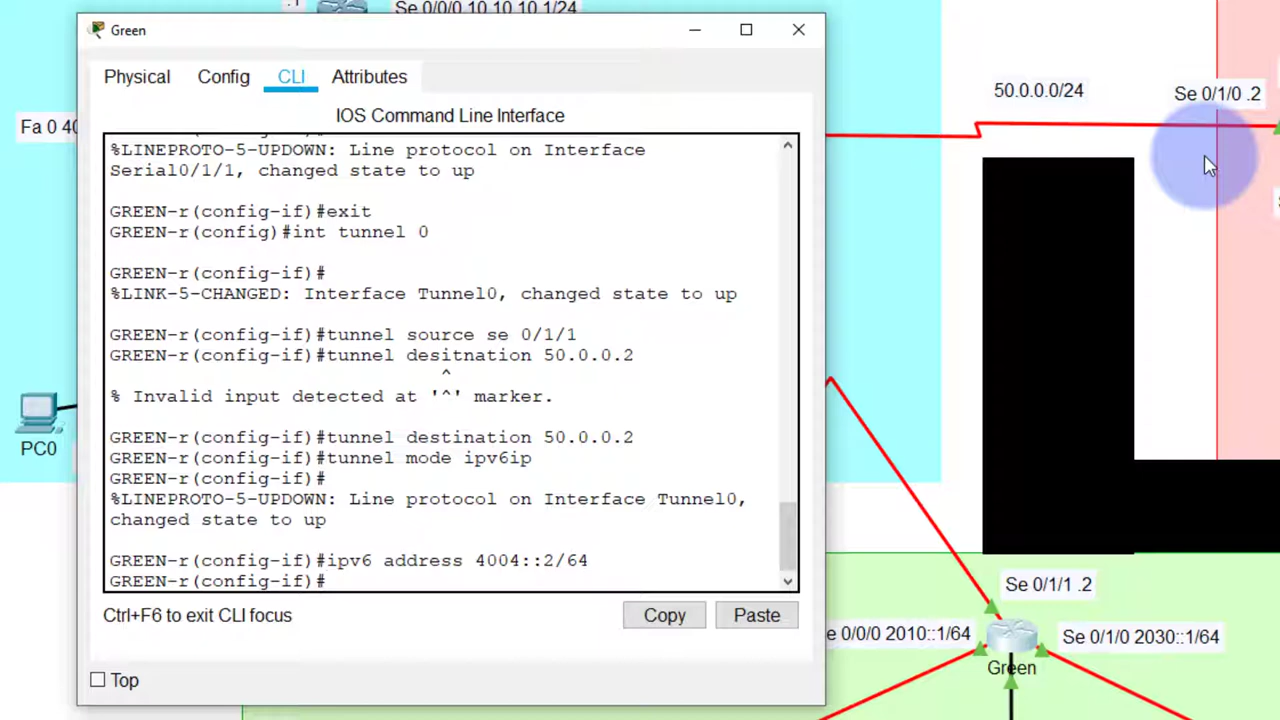 Se 0/0/0 10.10.10.1/24
Green
Physical
Config
CLI
Attributes
IOS Command Line Interface
50.0.0.0/24
Se 0/1/0 .2
Fa 0 40
%LINEPROTO-5-UPDOWN: Line protocol on Interface
Serial0/1/1, changed state to up
GREEN-r(config-if)#exit
GREEN-r(config)#int tunnel 0
GREEN-r(config-if)#
%LINK-5-CHANGED: Interface Tunnel0, changed state to up
GREEN-r(config-if)#tunnel source se 0/1/1
GREEN-r(config-if)#tunnel desitnation 50.0.0.2
^
% Invalid input detected at '^' marker.
GREEN-r(config-if)#tunnel destination 50.0.0.2
GREEN-r(config-if)#tunnel mode ipv6ip
GREEN-r(config-if)#
%LINEPROTO-5-UPDOWN: Line protocol on Interface Tunnel0,
changed state to up
GREEN-r(config-if)#ipv6 address 4004::2/64
GREEN-r(config-if)#
PC0
Ctrl+F6 to exit CLI focus
Copy
Paste
Top
Se 0/1/1 .2
e 0/0/0 2010::1/64
Se 0/1/0 2030::1/64
Green